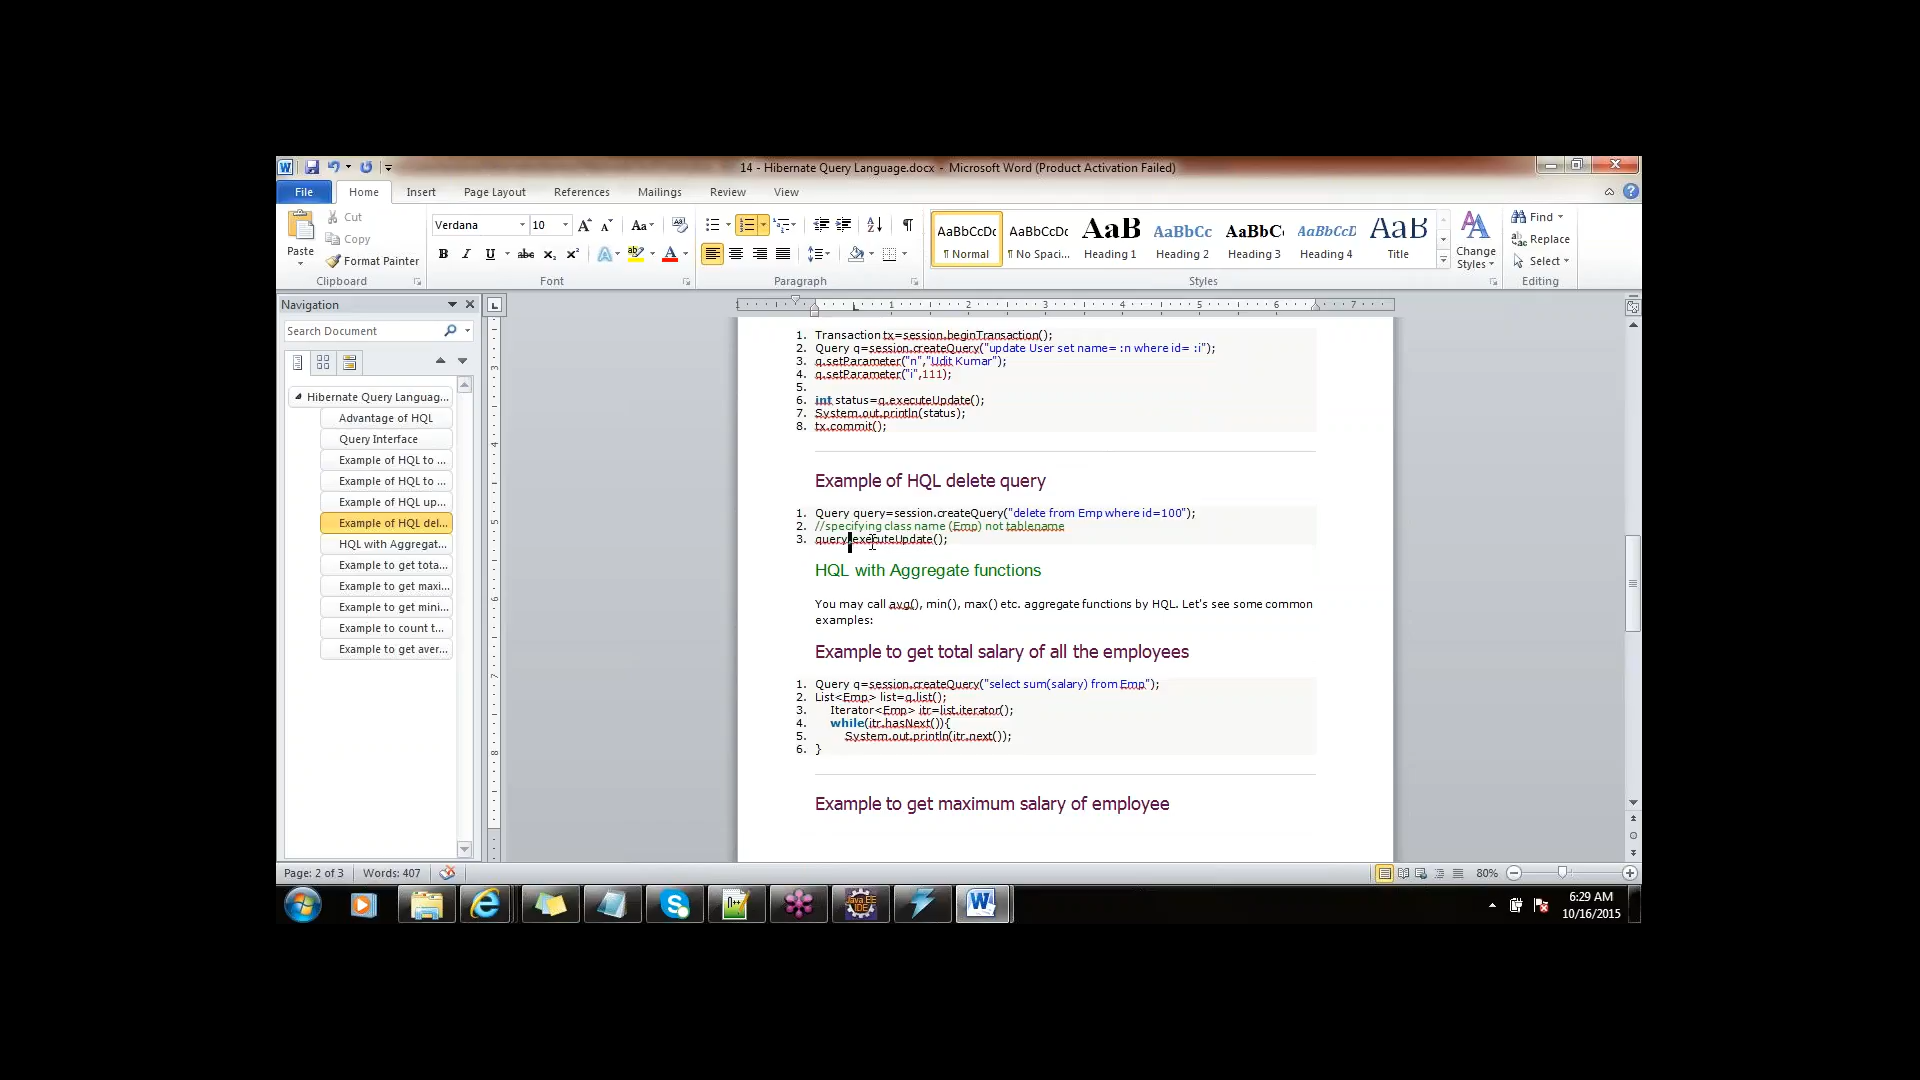 14 - Hibernate Query Language.docx - Microsoft Word (Product Activation Failed)
File Home Insert Page Layout References Mailings Review View
Paste
Cut
Copy
Format Painter
Clipboard
Verdana 10
Font
Paragraph
AaBbCcDc AaBbCcDc AaB AaBbCc AaBbC AaBbCcD AaB
¶ Normal ¶ No Spaci... Heading 1 Heading 2 Heading 3 Heading 4 Title
Styles
Change Styles
Find
Replace
Select
Editing
Navigation
Search Document
Hibernate Query Languag...
Advantage of HQL
Query Interface
Example of HQL to ...
Example of HQL to ...
Example of HQL up...
Example of HQL del...
HQL with Aggregat...
Example to get tota...
Example to get maxi...
Example to get mini...
Example to count t...
Example to get aver...
1. Transaction tx=session.beginTransaction();
2. Query q=session.createQuery("update User set name= :n where id= :i");
3. q.setParameter("n","Udit Kumar");
4. q.setParameter("i",111);
5.
6. int status=q.executeUpdate();
7. System.out.println(status);
8. tx.commit();
Example of HQL delete query
1. Query query=session.createQuery("delete from Emp where id=100");
2. //specifying class name (Emp) not tablename
3. query.executeUpdate();
HQL with Aggregate functions
You may call avg(), min(), max() etc. aggregate functions by HQL. Let's see some common
examples:
Example to get total salary of all the employees
1. Query q=session.createQuery("select sum(salary) from Emp");
2. List<Emp> list=q.list();
3. Iterator<Emp> itr=list.iterator();
4. while(itr.hasNext()){
5. System.out.println(itr.next());
6. }
Example to get maximum salary of employee
Page: 2 of 3 Words: 407 80%
6:29 AM
10/16/2015